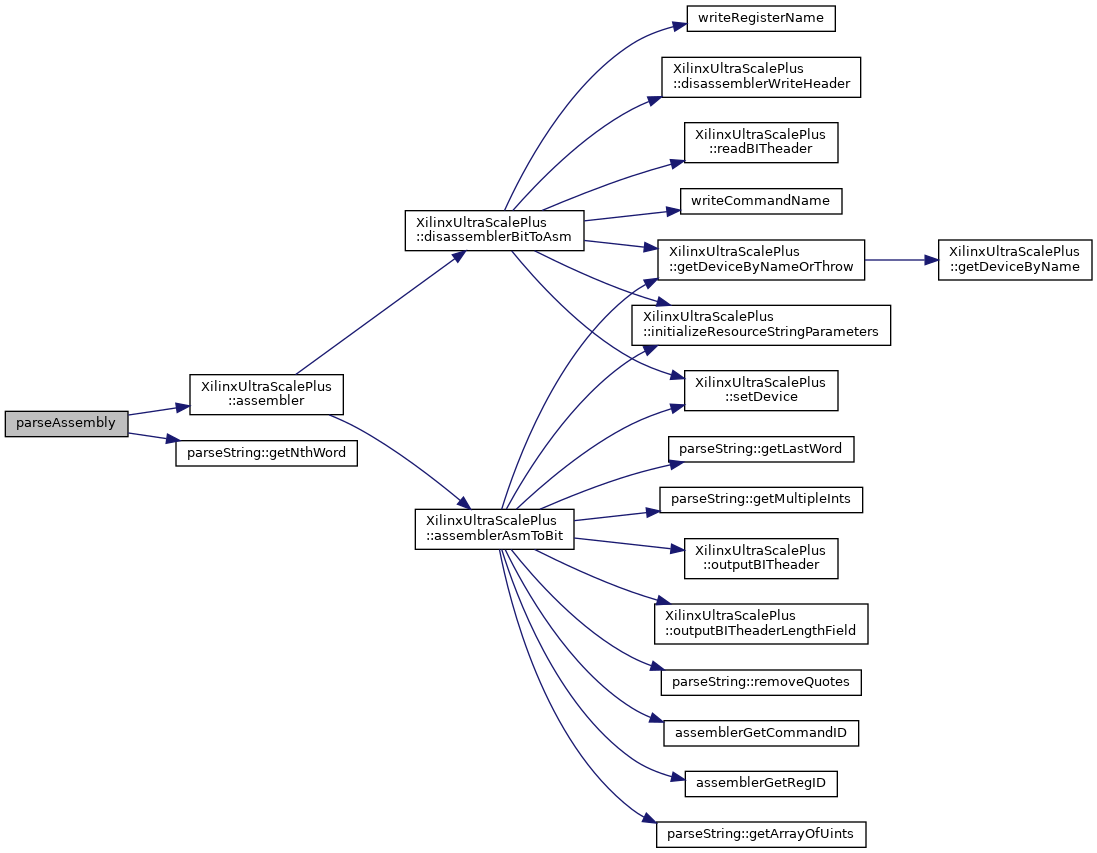 writeRegisterName
XilinxUltraScalePlus
::disassemblerWriteHeader
XilinxUltraScalePlus
::readBITheader
writeCommandName
XilinxUltraScalePlus
::disassemblerBitToAsm
XilinxUltraScalePlus
::getDeviceByNameOrThrow
XilinxUltraScalePlus
::getDeviceByName
XilinxUltraScalePlus
::initializeResourceStringParameters
XilinxUltraScalePlus
::setDevice
XilinxUltraScalePlus
::assembler
parseAssembly
parseString::getNthWord
parseString::getLastWord
parseString::getMultipleInts
XilinxUltraScalePlus
::assemblerAsmToBit
XilinxUltraScalePlus
::outputBITheader
XilinxUltraScalePlus
::outputBITheaderLengthField
parseString::removeQuotes
assemblerGetCommandID
assemblerGetRegID
parseString::getArrayOfUints